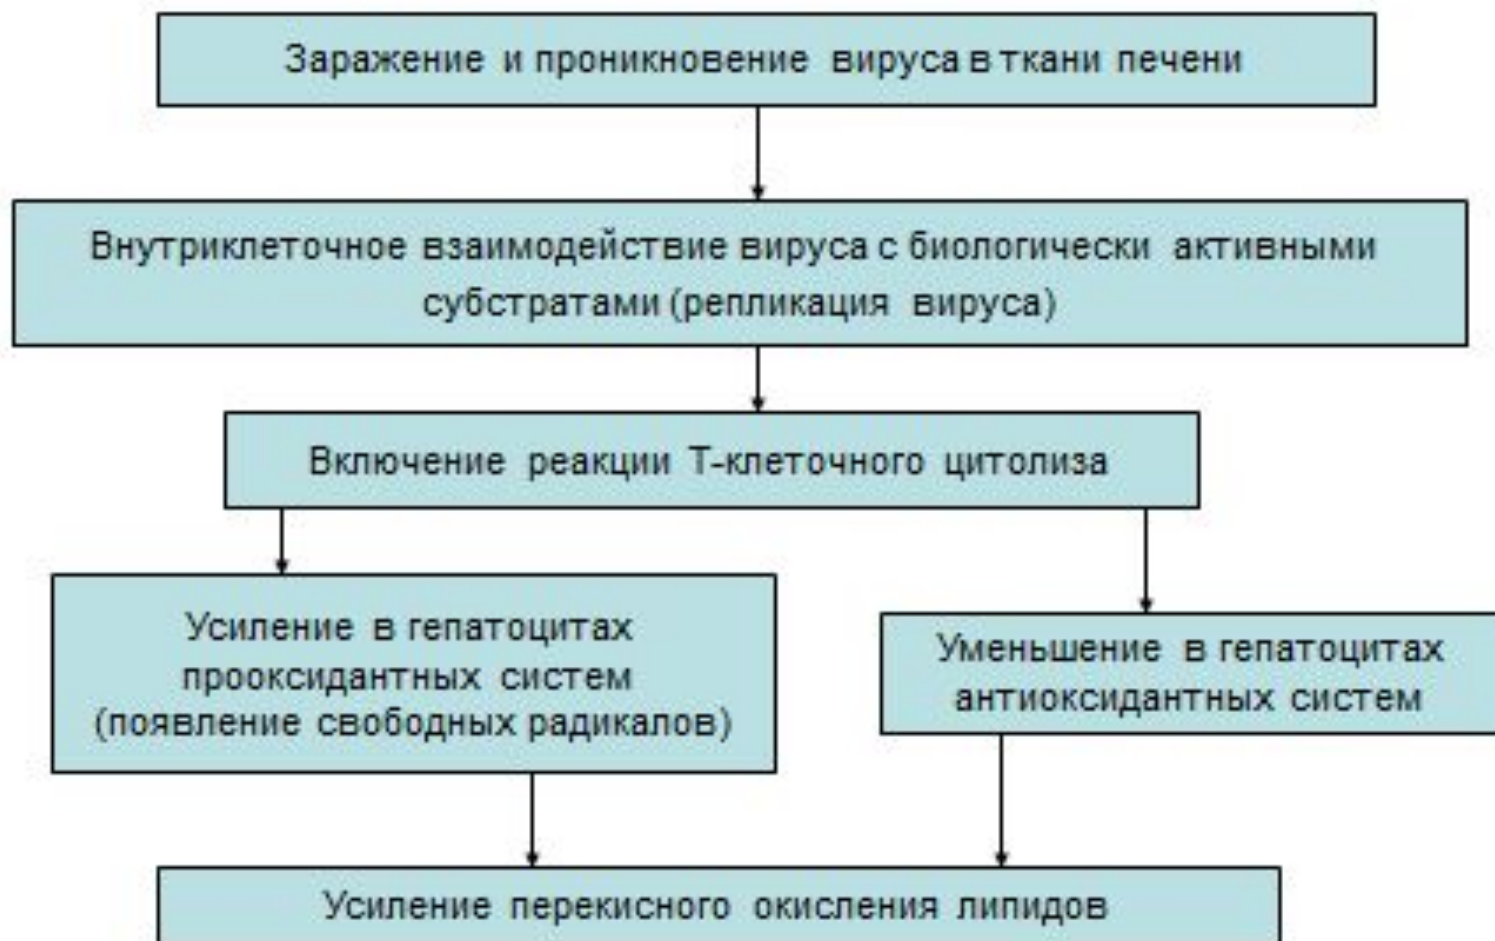 Заражение и проникновение вируса в ткани печени
Внутриклеточное взаимодействие вируса с биологически активными
субстратами (репликация вируса)
Включение реакции Т-клеточного цитолиза
Усиление в гепатоцитах
прооксидантных систем
(появление свободных радикалов)
Уменьшение в гепатоцитах
антиоксидантных систем
Усиление перекисного окисления липидов